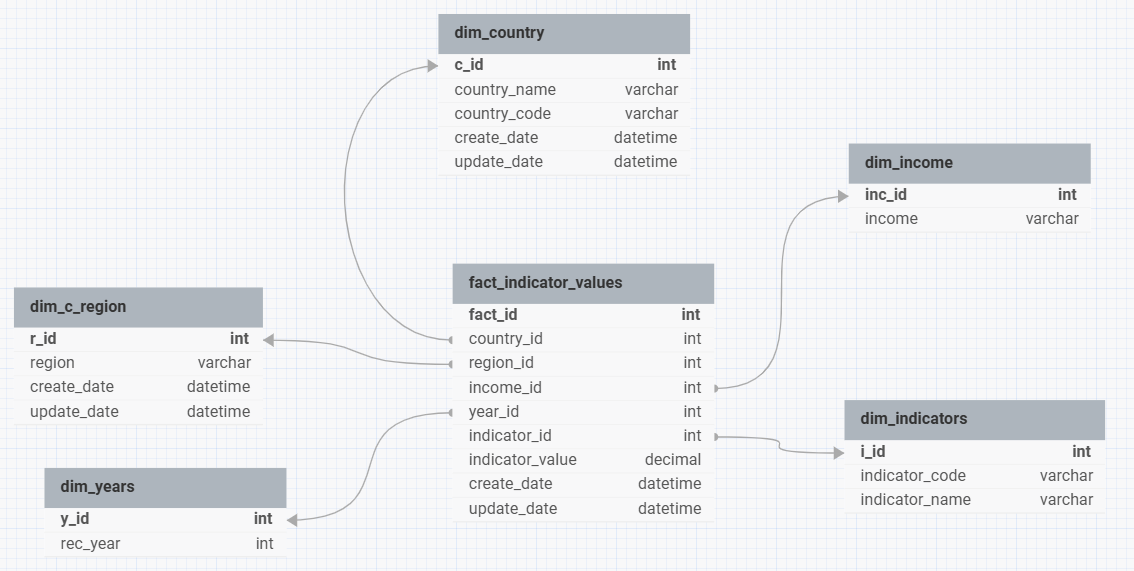 dim_country
c_id int
country_name varchar
country_code varchar
create_date datetime
update_date datetime
dim_income
inc_id int
income varchar
fact_indicator_values
fact_id int
country_id int
region_id int
income_id int
year_id int
indicator_id int
indicator_value decimal
create_date datetime
update_date datetime
dim_c_region
r_id int
region varchar
create_date datetime
update_date datetime
dim_indicators
i_id int
indicator_code varchar
indicator_name varchar
dim_years
y_id int
rec_year int